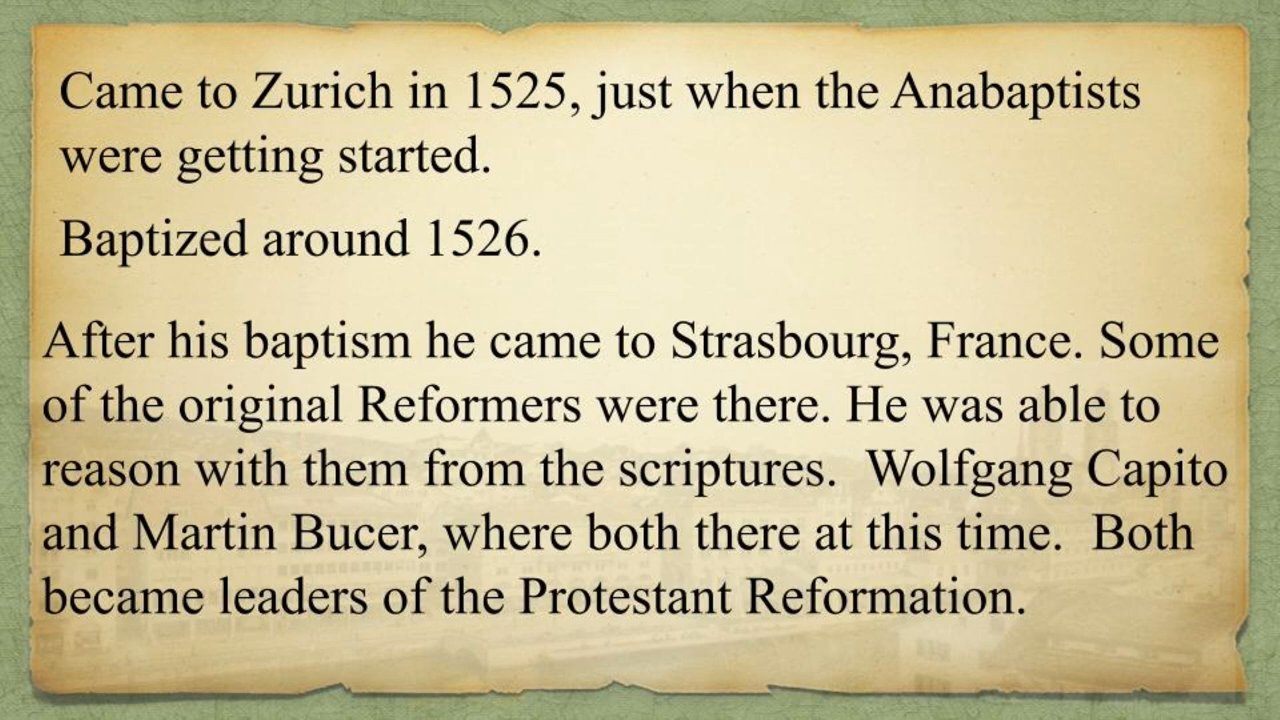 Came to Zurich in 1525, just when the Anabaptists
were getting started.
Baptized around 1526.
After his baptism he came to Strasbourg, France. Some
of the original Reformers were there. He was able to
reason with them from the scriptures.  Wolfgang Capito
and Martin Bucer, where both there at this time.  Both
became leaders of the Protestant Reformation.